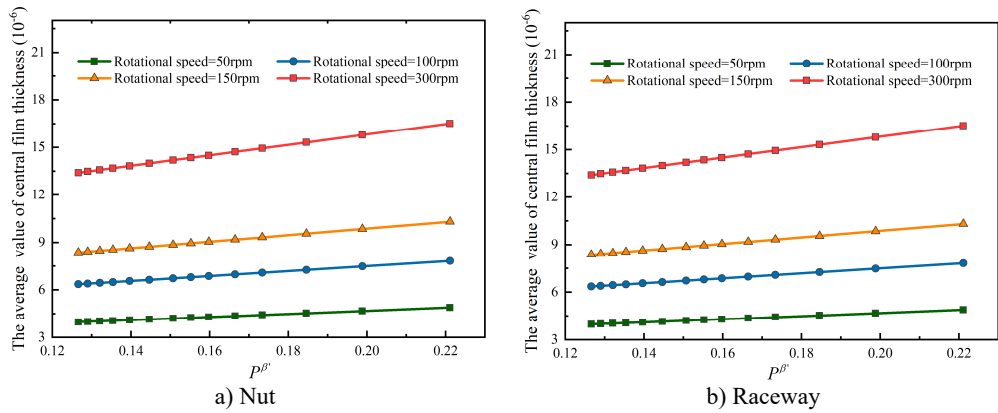 The average value of central film thickness (10⁻⁶)
21
18
15
12
9
6
3
Rotational speed=50rpm
Rotational speed=100rpm
Rotational speed=150rpm
Rotational speed=300rpm
0.12
0.14
0.16
0.18
0.20
0.22
P^β'
a) Nut
The average value of central film thickness (10⁻⁶)
21
18
15
12
9
6
3
Rotational speed=50rpm
Rotational speed=100rpm
Rotational speed=150rpm
Rotational speed=300rpm
0.12
0.14
0.16
0.18
0.20
0.22
P^β'
b) Raceway